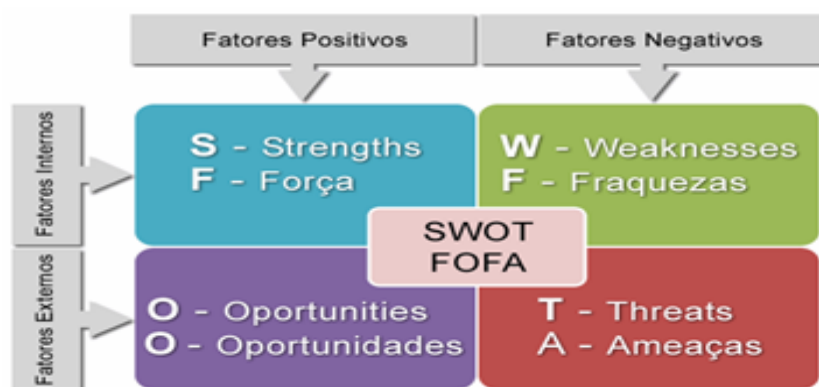 Fatores Positivos
Fatores Negativos
Fatores Internos
S - Strengths
F - Força
W - Weaknesses
F - Fraquezas
SWOT
FOFA
Fatores Externos
O - Oportunities
O - Oportunidades
T - Threats
A - Ameaças